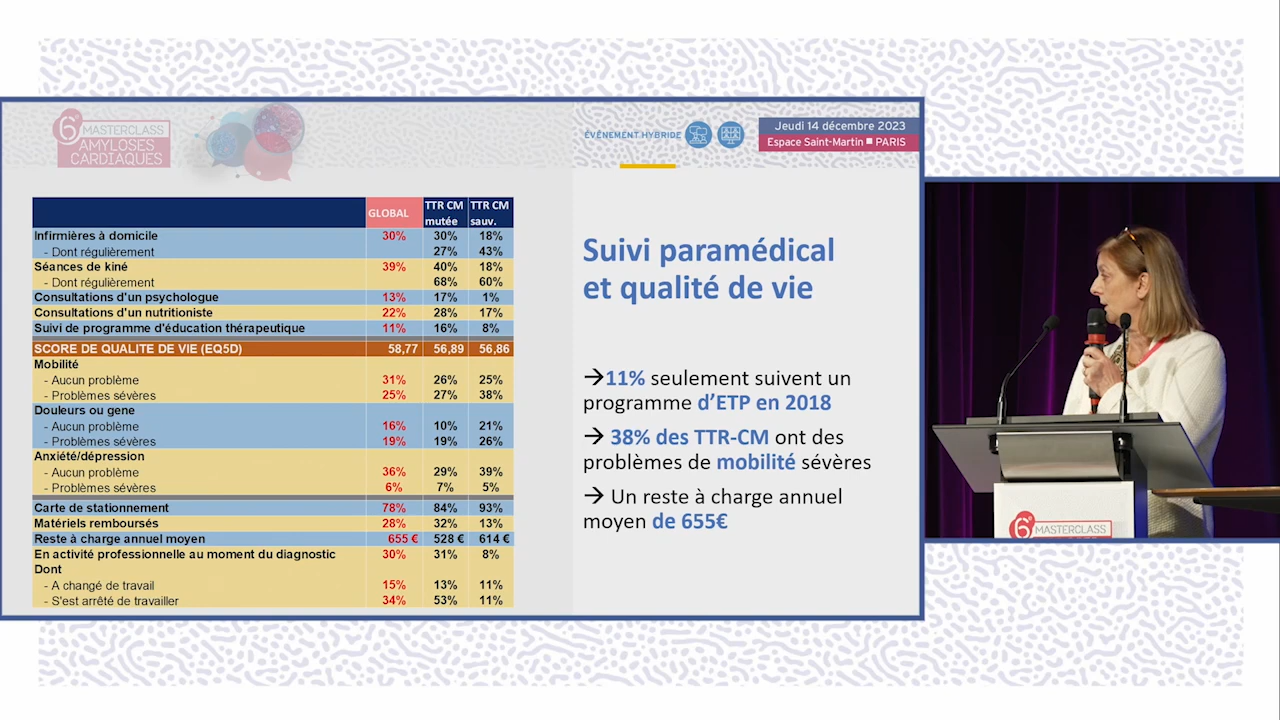 6e
MASTERCLASS
AMYLOSES
CARDIAQUES
ÉVÉNEMENT HYBRIDE
Jeudi 14 décembre 2023
Espace Saint-Martin ■ PARIS
GLOBAL TTR CM mutée TTR CM sauv.
Infirmières à domicile 30% 30% 18%
- Dont régulièrement 27% 43%
Séances de kiné 39% 40% 18%
- Dont régulièrement 68% 60%
Consultations d'un psychologue 13% 17% 1%
Consultations d'un nutritioniste 22% 28% 17%
Suivi de programme d'éducation thérapeutique 11% 16% 8%
SCORE DE QUALITE DE VIE (EQ5D) 58,77 56,89 56,86
Mobilité
- Aucun problème 31% 26% 25%
- Problèmes sévères 25% 27% 38%
Douleurs ou gene
- Aucun problème 16% 10% 21%
- Problèmes sévères 19% 19% 26%
Anxiété/dépression
- Aucun problème 36% 29% 39%
- Problèmes sévères 6% 7% 5%
Carte de stationnement 78% 84% 93%
Matériels remboursés 28% 32% 13%
Reste à charge annuel moyen 655 € 528 € 614 €
En activité professionnelle au moment du diagnostic 30% 31% 8%
Dont
- A changé de travail 15% 13% 11%
- S'est arrêté de travailler 34% 53% 11%
Suivi paramédical
et qualité de vie
→11% seulement suivent un
programme d'ETP en 2018
→ 38% des TTR-CM ont des
problèmes de mobilité sévères
→ Un reste à charge annuel
moyen de 655€
6e
MASTERCLASS